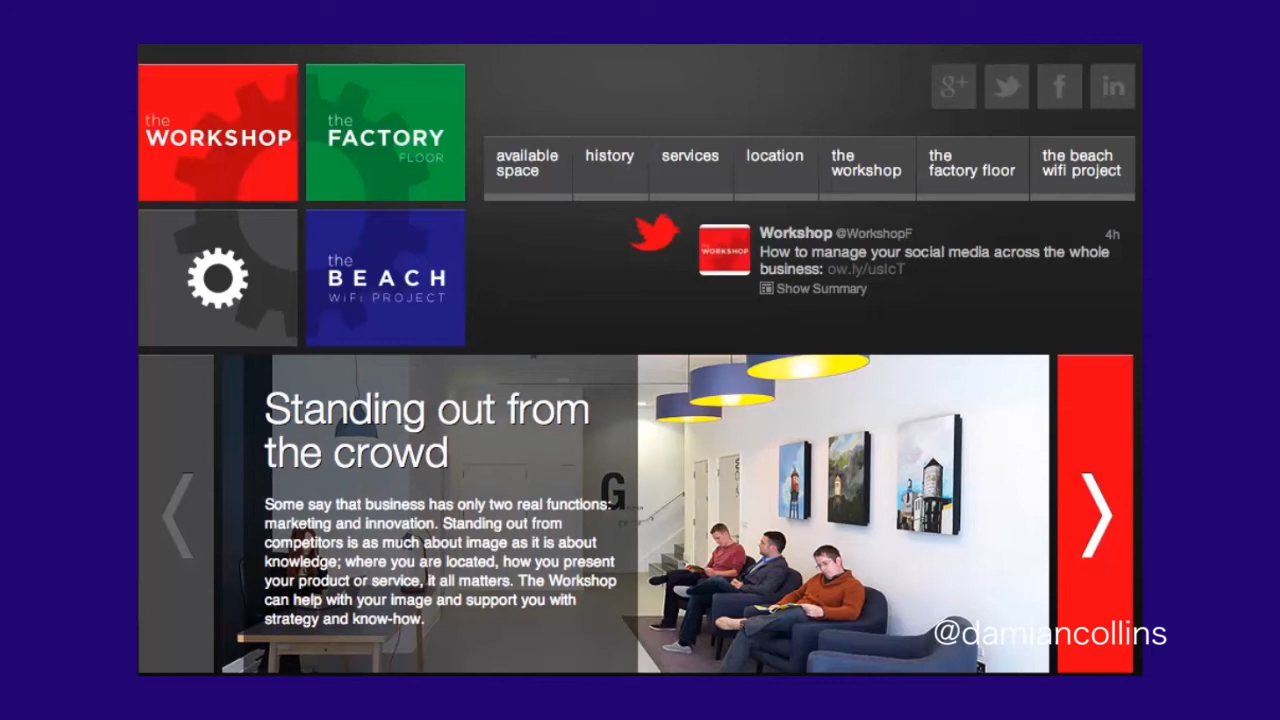 the
WORKSHOP
the
FACTORY
FLOOR
the
BEACH
WiFi PROJECT
g+
f
in
available
space
history
services
location
the
workshop
the
factory floor
the beach
wifi project
WORKSHOP
Workshop @WorkshopF
4h
How to manage your social media across the whole
business: ow.ly/usIcT
Show Summary
Standing out from
the crowd
Some say that business has only two real functions:
marketing and innovation. Standing out from
competitors is as much about image as it is about
knowledge; where you are located, how you present
your product or service, it all matters. The Workshop
can help with your image and support you with
strategy and know-how.
G
@damiancollins